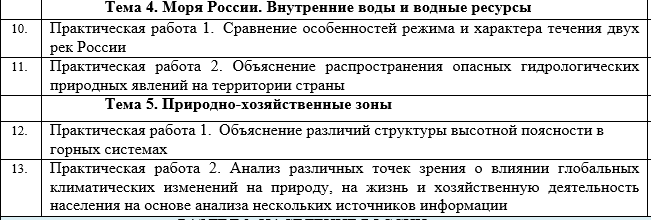 Тема 4. Моря России. Внутренние воды и водные ресурсы
10. Практическая работа 1. Сравнение особенностей режима и характера течения двух
рек России
11. Практическая работа 2. Объяснение распространения опасных гидрологических
природных явлений на территории страны
Тема 5. Природно-хозяйственные зоны
12. Практическая работа 1. Объяснение различий структуры высотной поясности в
горных системах
13. Практическая работа 2. Анализ различных точек зрения о влиянии глобальных
климатических изменений на природу, на жизнь и хозяйственную деятельность
населения на основе анализа нескольких источников информации